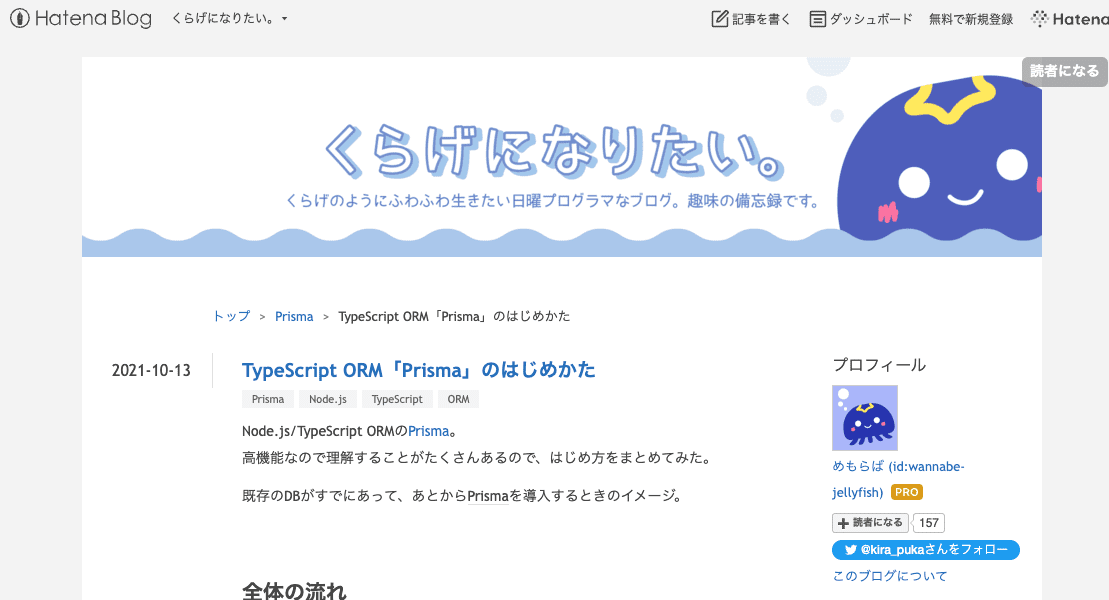 Hatena Blog くらげになりたい。
記事を書く ダッシュボード 無料で新規登録 Hatena
読者になる
くらげになりたい。
くらげのようにふわふわ生きたい日曜プログラマなブログ。趣味の備忘録です。
トップ > Prisma > TypeScript ORM「Prisma」のはじめかた
2021-10-13
TypeScript ORM「Prisma」のはじめかた
Prisma Node.js TypeScript ORM
Node.js/TypeScript ORMのPrisma。
高機能なので理解することがたくさんあるので、はじめ方をまとめてみた。
既存のDBがすでにあって、あとからPrismaを導入するときのイメージ。
全体の流れ
プロフィール
めもらば (id:wannabe-
jellyfish) PRO
読者になる 157
@kira_pukaさんをフォロー
このブログについて